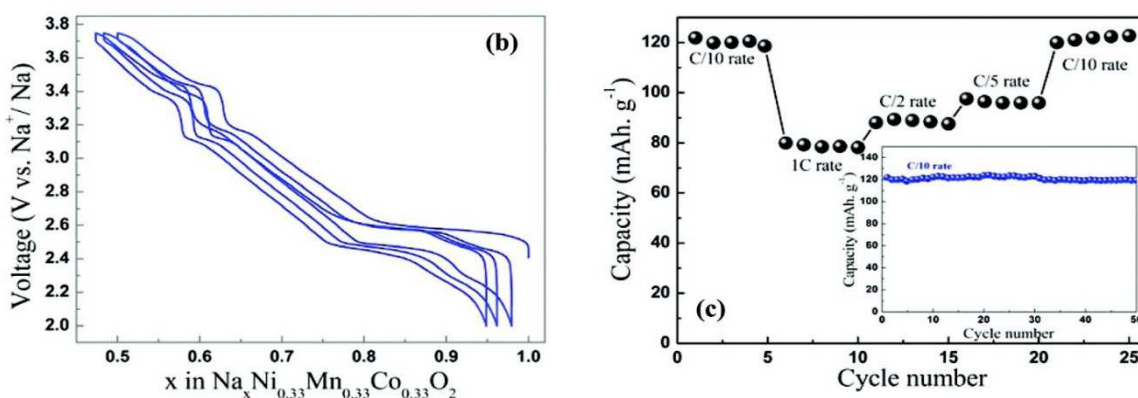 (b)
3.8
3.6
3.4
3.2
3.0
2.8
2.6
2.4
2.2
2.0
Voltage (V vs. Na⁺/ Na)
0.5 0.6 0.7 0.8 0.9 1.0
x in NaₓNi₀.₃₃Mn₀.₃₃Co₀.₃₃O₂
(c)
120
100
80
60
40
20
0
Capacity (mAh. g⁻¹)
C/10 rate
1C rate
C/2 rate
C/5 rate
C/10 rate
0 5 10 15 20 25
Cycle number
140
120
100
80
60
40
20
0
Capacity (mAh. g⁻¹)
C/10 rate
0 10 20 30 40 50
Cycle number